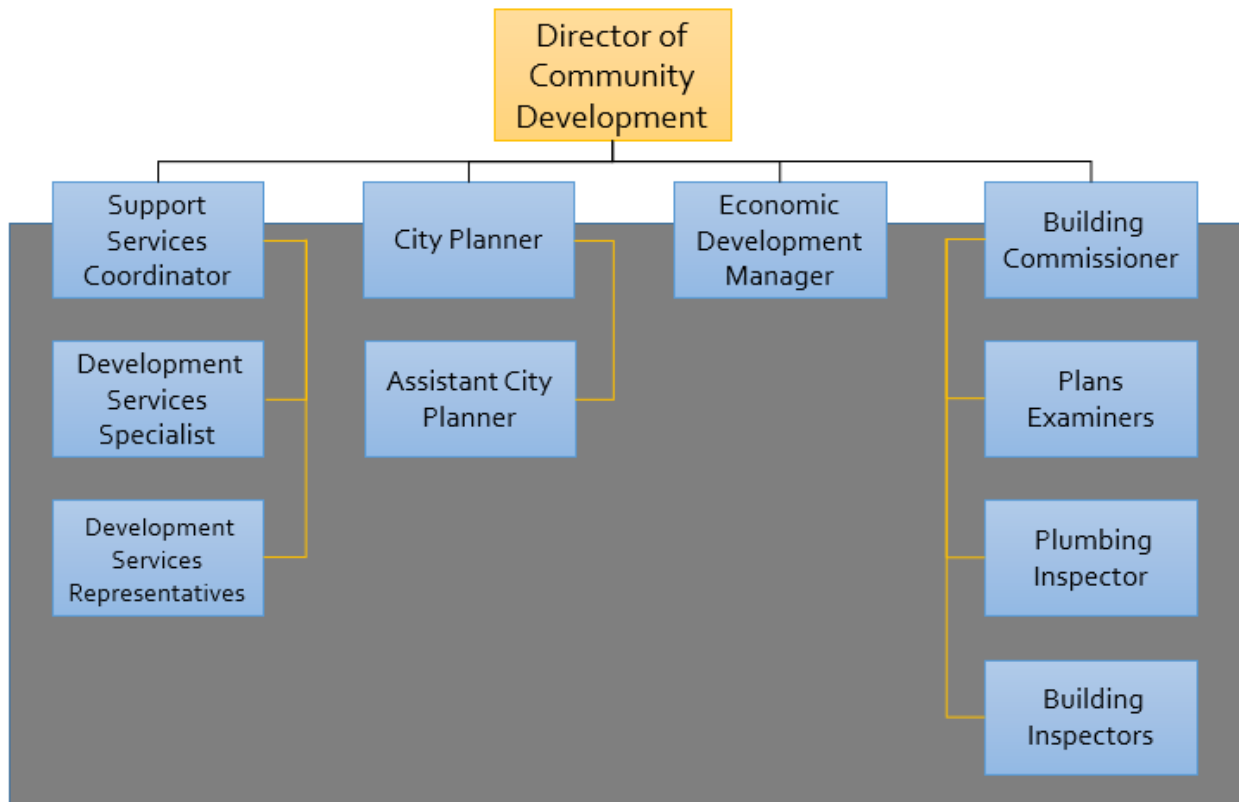 Director of
Community
Development
Support
Services
Coordinator
City Planner
Economic
Development
Manager
Building
Commissioner
Development
Services
Specialist
Assistant City
Planner
Plans
Examiners
Development
Services
Representatives
Plumbing
Inspector
Building
Inspectors